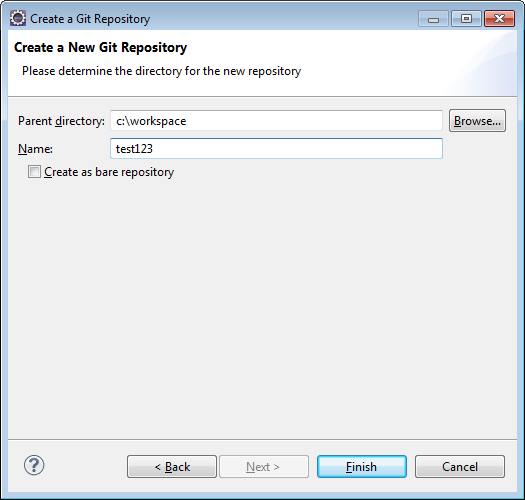 Create a Git Repository
Create a New Git Repository
Please determine the directory for the new repository
Parent directory: c:\workspace Browse...
Name: test123
Create as bare repository
? < Back Next > Finish Cancel